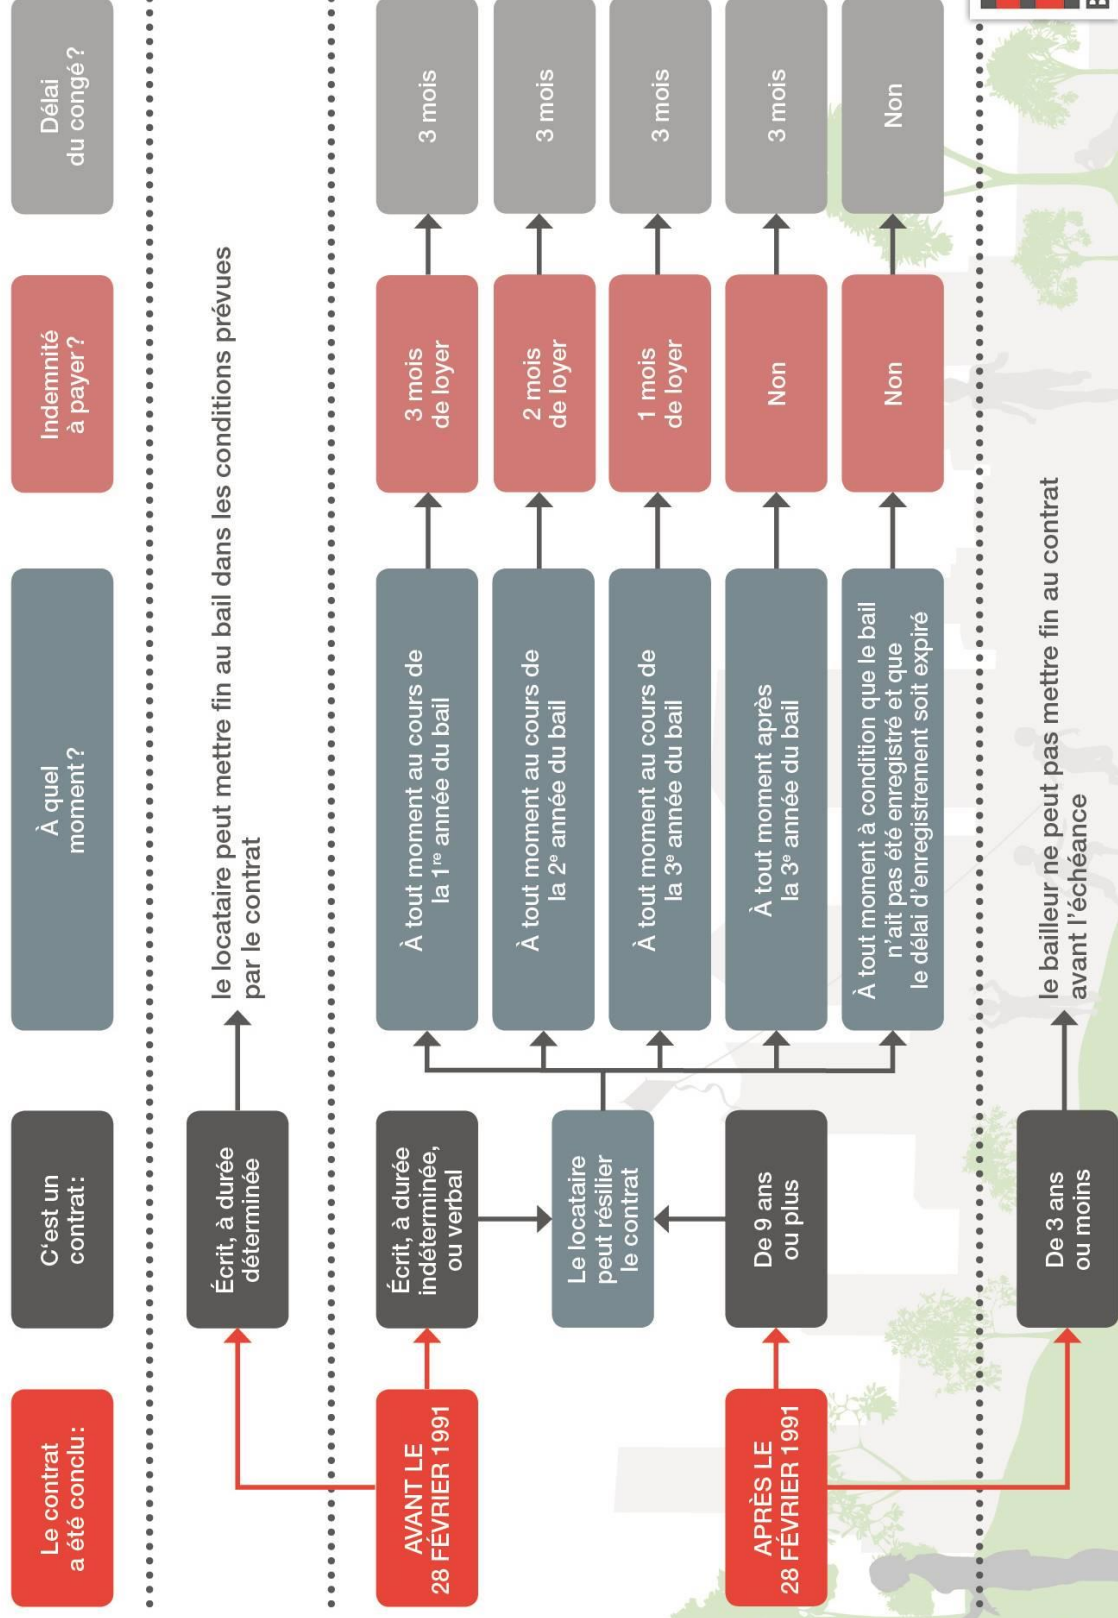 Le contrat
a été conclu:
C'est un
contrat:
À quel
moment?
Indemnité
à payer?
Délai
du congé?
Écrit, à durée
déterminée
le locataire peut mettre fin au bail dans les conditions prévues
par le contrat
AVANT LE
28 FÉVRIER 1991
Écrit, à durée
indéterminée,
ou verbal
À tout moment au cours de
la 1re année du bail
3 mois
de loyer
3 mois
À tout moment au cours de
la 2e année du bail
2 mois
de loyer
3 mois
Le locataire
peut résilier
le contrat
À tout moment au cours de
la 3e année du bail
1 mois
de loyer
3 mois
APRÈS LE
28 FÉVRIER 1991
De 9 ans
ou plus
À tout moment après
la 3e année du bail
Non
3 mois
À tout moment à condition que le bail
n'ait pas été enregistré et que
le délai d'enregistrement soit expiré
Non
Non
De 3 ans
ou moins
le bailleur ne peut pas mettre fin au contrat
avant l'échéance